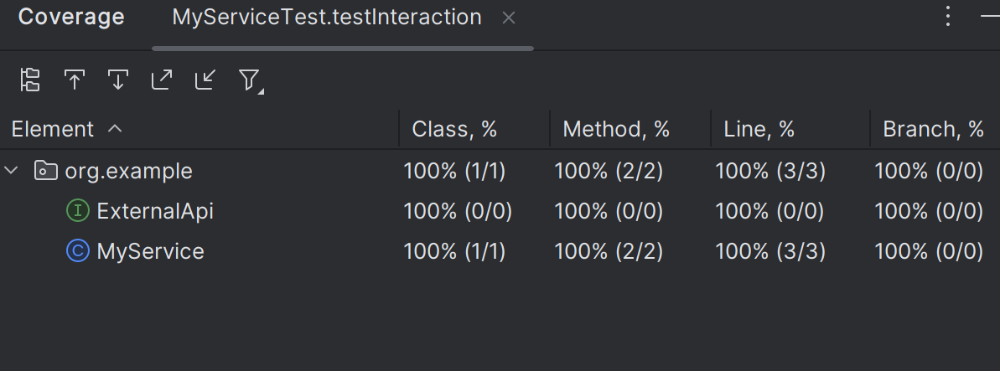 Coverage MyServiceTest.testInteraction
Element Class, % Method, % Line, % Branch, %
org.example 100% (1/1) 100% (2/2) 100% (3/3) 100% (0/0)
I ExternalApi 100% (0/0) 100% (0/0) 100% (0/0) 100% (0/0)
C MyService 100% (1/1) 100% (2/2) 100% (3/3) 100% (0/0)